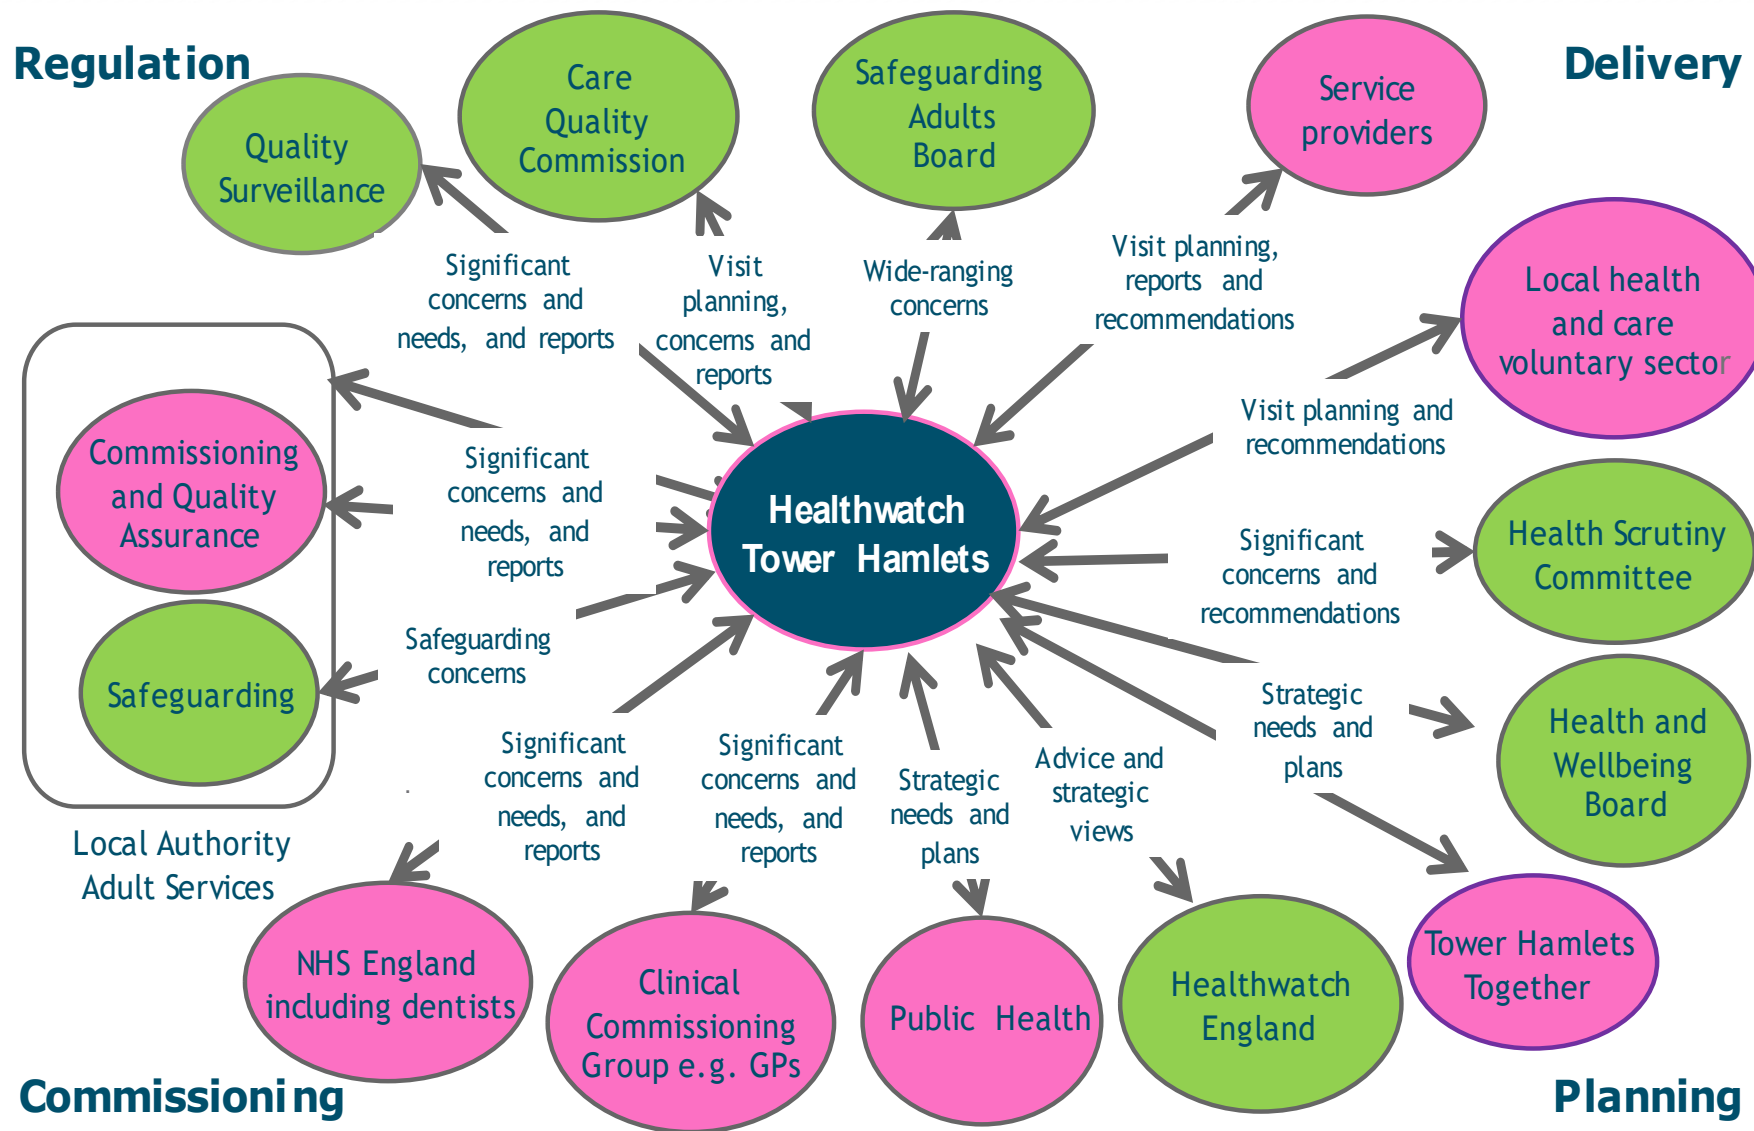 Regulation
Delivery
Care
Quality
Commission
Safeguarding
Adults
Board
Service
providers
Quality
Surveillance
Significant
concerns and
needs, and reports
Visit
planning,
concerns and
reports
Wide-ranging
concerns
Visit planning,
reports and
recommendations
Local health
and care
voluntary sector
Visit planning and
recommendations
Commissioning
and Quality
Assurance
Significant
concerns and
needs, and
reports
Healthwatch
Tower Hamlets
Significant
concerns and
recommendations
Health Scrutiny
Committee
Safeguarding
Safeguarding
concerns
Local Authority
Adult Services
Significant
concerns and
needs, and
reports
Significant
concerns and
needs, and
reports
Strategic
needs and
plans
Advice and
strategic
views
Strategic
needs and
plans
Health and
Wellbeing
Board
NHS England
including dentists
Clinical
Commissioning
Group e.g. GPs
Public Health
Healthwatch
England
Tower Hamlets
Together
Commissioning
Planning